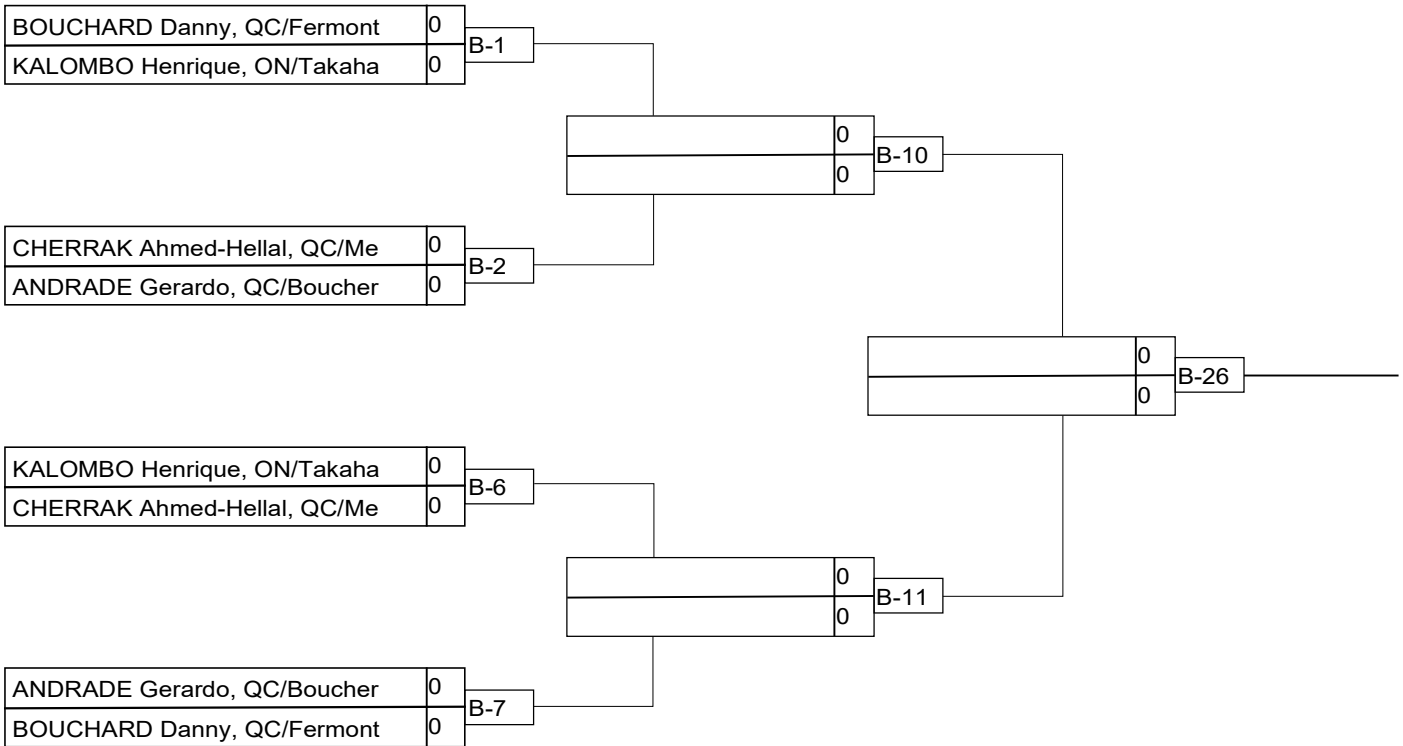 BOUCHARD Danny, QC/Fermont 0
B-1
KALOMBO Henrique, ON/Takaha 0
0
B-10
0
CHERRAK Ahmed-Hellal, QC/Me 0
B-2
ANDRADE Gerardo, QC/Boucher 0
0
B-26
0
KALOMBO Henrique, ON/Takaha 0
B-6
CHERRAK Ahmed-Hellal, QC/Me 0
0
B-11
0
ANDRADE Gerardo, QC/Boucher 0
B-7
BOUCHARD Danny, QC/Fermont 0